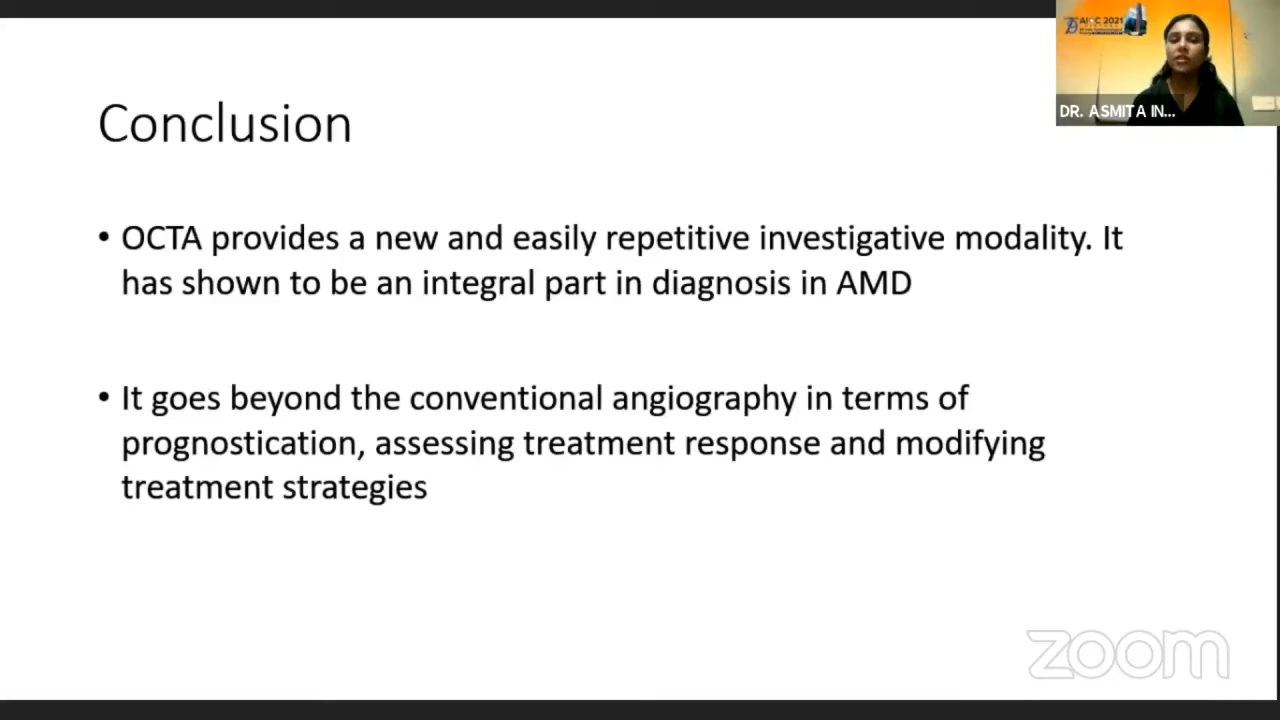 AIOC 2021
DR. ASMITA IN...
Conclusion
• OCTA provides a new and easily repetitive investigative modality. It
has shown to be an integral part in diagnosis in AMD
• It goes beyond the conventional angiography in terms of
prognostication, assessing treatment response and modifying
treatment strategies
zoom